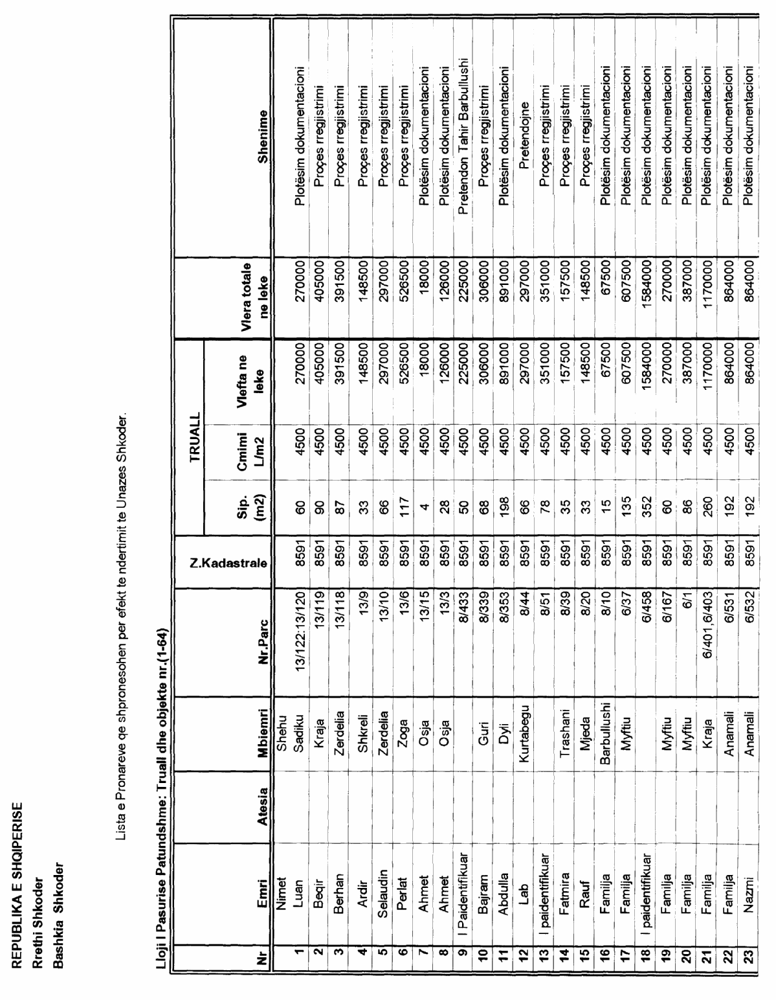 REPUBLIKA E SHQIPERISE
Rrethi Shkoder
Bashkia Shkoder
Lista e Pronareve qe shpronesohen per efekt te ndertimit te Unazes Shkoder.
Lloji I Pasurise Patundshme: Truall dhe objekte nr.(1-64)
TRUALL
Nr Emri Atesia Mbiemri Nr.Parc Z.Kadastrale Sip. (m2) Cmimi L/m2 Vlefta ne leke Vlera totale ne leke Shenime
Nimet Shehu
1 Luan Sadiku 13/122:13/120 8591 60 4500 270000 270000 Plotësim dokumentacioni
2 Beqir Kraja 13/119 8591 90 4500 405000 405000 Proçes rregjistrimi
3 Berhan Zerdelia 13/118 8591 87 4500 391500 391500 Proçes rregjistrimi
4 Ardir Shkreli 13/9 8591 33 4500 148500 148500 Proçes rregjistrimi
5 Selaudin Zerdelia 13/10 8591 66 4500 297000 297000 Proçes rregjistrimi
6 Perlat Zoga 13/6 8591 117 4500 526500 526500 Proçes rregjistrimi
7 Ahmet Osja 13/15 8591 4 4500 18000 18000 Plotësim dokumentacioni
8 Ahmet Osja 13/3 8591 28 4500 126000 126000 Plotësim dokumentacioni
9 I Paidentifikuar 8/433 8591 50 4500 225000 225000 Pretendon Tahir Barbullushi
10 Bajram Guri 8/339 8591 68 4500 306000 306000 Proçes rregjistrimi
11 Abdulla Dyli 8/353 8591 198 4500 891000 891000 Plotësim dokumentacioni
12 Lab Kurtabegu 8/44 8591 66 4500 297000 297000 Pretendojne
13 I paidentifikuar 8/51 8591 78 4500 351000 351000 Proçes rregjistrimi
14 Fatmira Trashani 8/39 8591 35 4500 157500 157500 Proçes rregjistrimi
15 Rauf Mjeda 8/20 8591 33 4500 148500 148500 Proçes rregjistrimi
16 Familja Barbullushi 8/10 8591 15 4500 67500 67500 Plotësim dokumentacioni
17 Familja Myftiu 6/37 8591 135 4500 607500 607500 Plotësim dokumentacioni
18 I paidentifikuar 6/458 8591 352 4500 1584000 1584000 Plotësim dokumentacioni
19 Familja Myftiu 6/167 8591 60 4500 270000 270000 Plotësim dokumentacioni
20 Familja Myftiu 6/1 8591 86 4500 387000 387000 Plotësim dokumentacioni
21 Familja Kraja 6/401,6/403 8591 260 4500 1170000 1170000 Plotësim dokumentacioni
22 Familja Anamali 6/531 8591 192 4500 864000 864000 Plotësim dokumentacioni
23 Nazmi Anamali 6/532 8591 192 4500 864000 864000 Plotësim dokumentacioni